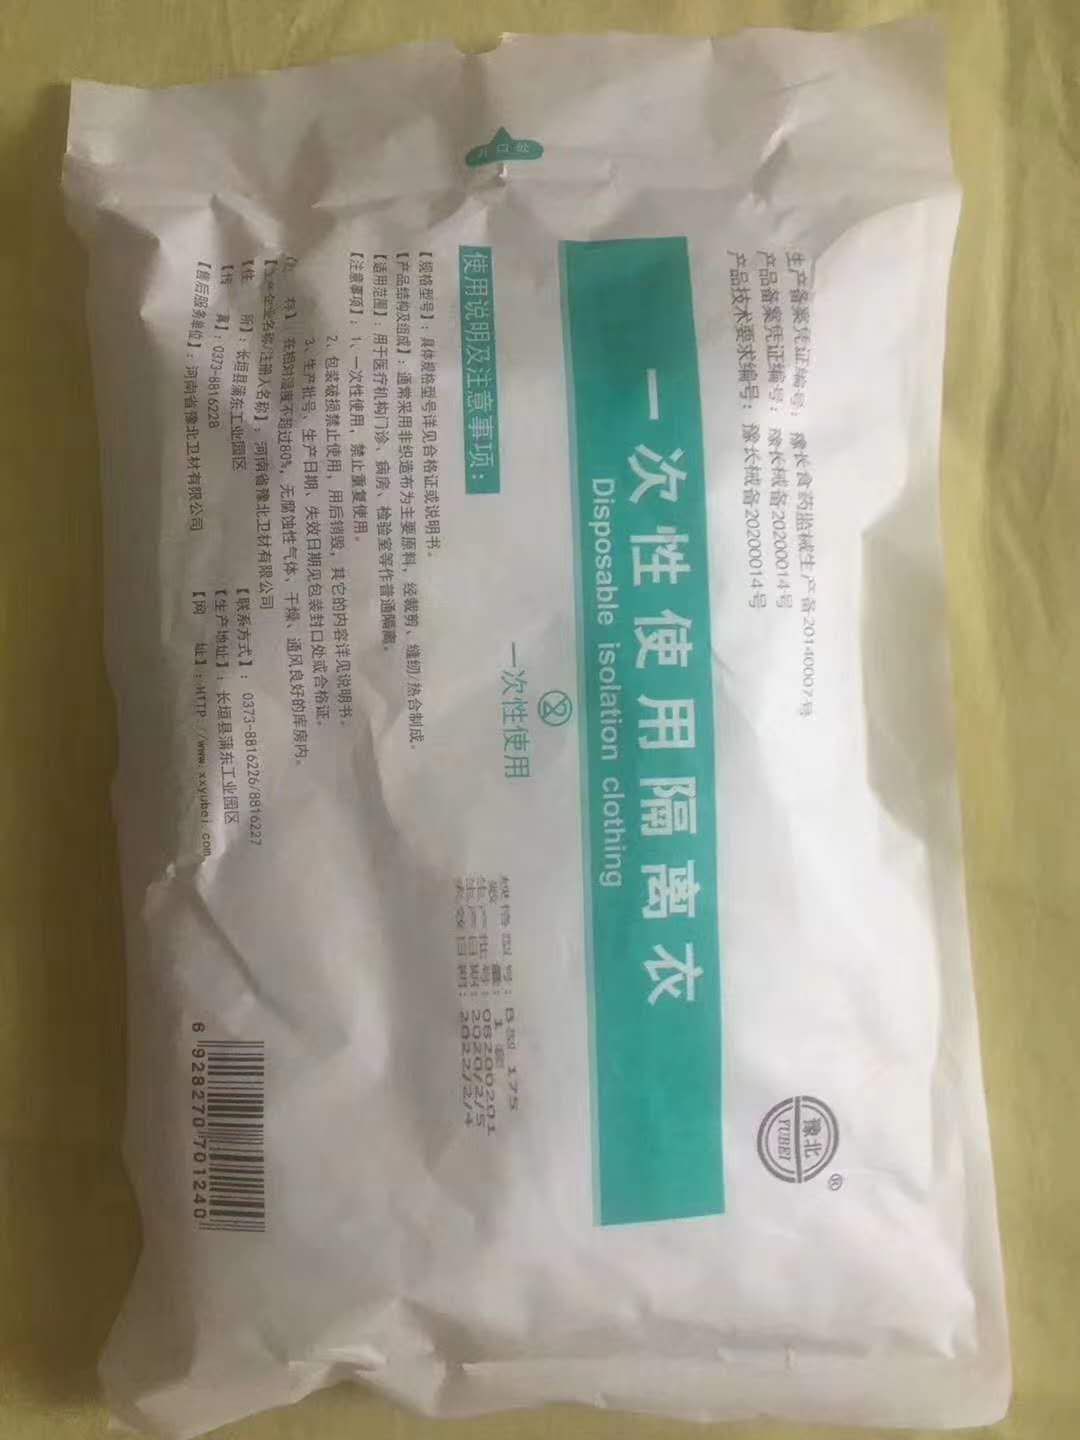 生产备案凭证编号：豫长食药监械生产备20140007号
产品备案凭证编号：豫长械备20200014号
产品技术要求编号：豫长械备20200014号
豫北
YUBEI
®
一次性使用隔离衣
Disposable isolation clothing
一次性使用
使用说明及注意事项：
规格型号：B型 175
数量：1套
生产批号：08200201
生产日期：2020/2/5
失效日期：2022/2/4
【规格型号】：具体规格型号详见合格证或说明书。
【产品结构及组成】：通常采用非织造布为主要原料，经裁剪、缝纫/热合制成。
【适用范围】：用于医疗机构门诊、病房、检验室等作普通隔离。
【注意事项】：1、一次性使用，禁止重复使用。
2、包装破损禁止使用，用后销毁，其它的内容详见说明书。
3、生产批号、生产日期、失效日期见包装封口处或合格证。
存】：在相对湿度不超过80%，无腐蚀性气体，干燥、通风良好的库房内。
企业名称/注册人名称】：河南省豫北卫材有限公司
【住 所】：长垣县蒲东工业园区 【联系方式】：0373-8816226/8816227
【传 真】：0373-8816228 【生产地址】：长垣县蒲东工业园区
【售后服务单位】：河南省豫北卫材有限公司 【网 址】：HTTP://www.xxyubei.com
6 928270 701240